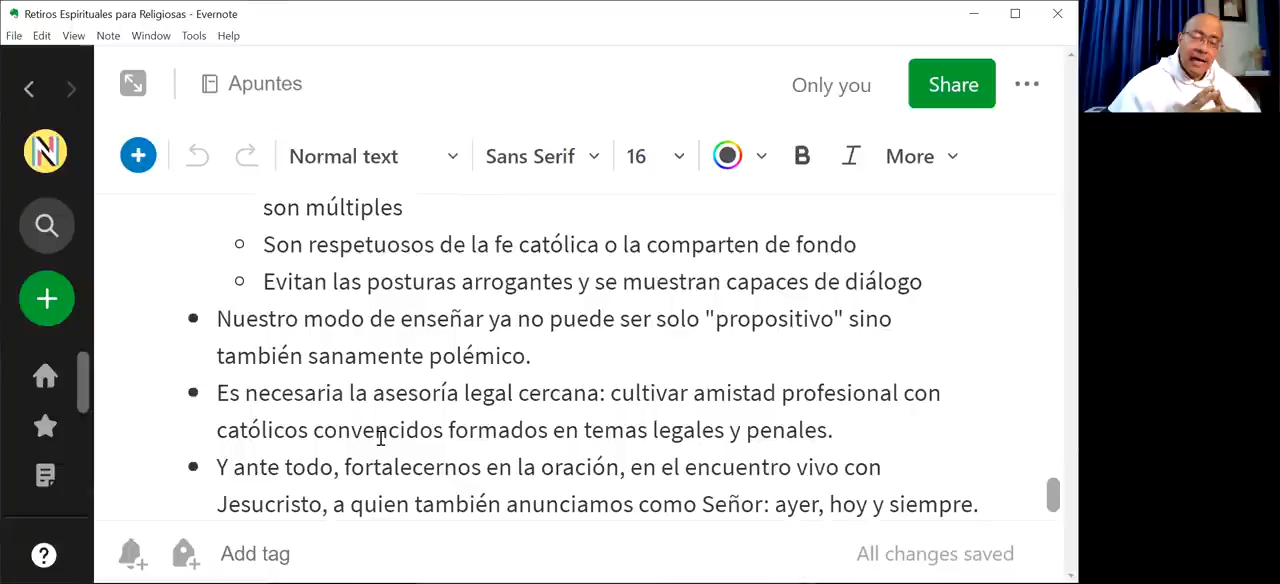 Retiros Espirituales para Religiosas - Evernote
File Edit View Note Window Tools Help
Apuntes
Only you
Share
Normal text
Sans Serif
16
B
I
More
son múltiples
Son respetuosos de la fe católica o la comparten de fondo
Evitan las posturas arrogantes y se muestran capaces de diálogo
Nuestro modo de enseñar ya no puede ser solo "propositivo" sino
también sanamente polémico.
Es necesaria la asesoría legal cercana: cultivar amistad profesional con
católicos convencidos formados en temas legales y penales.
Y ante todo, fortalecernos en la oración, en el encuentro vivo con
Jesucristo, a quien también anunciamos como Señor: ayer, hoy y siempre.
Add tag
All changes saved